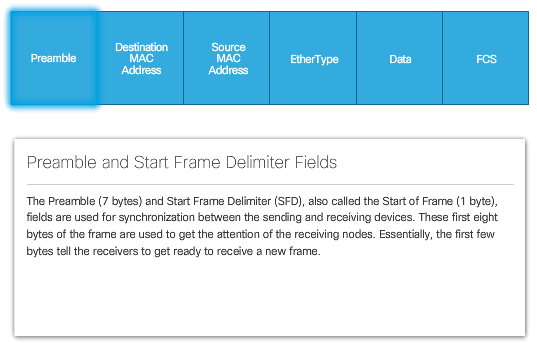 Preamble
Destination
MAC
Address
Source
MAC
Address
EtherType
Data
FCS
Preamble and Start Frame Delimiter Fields
The Preamble (7 bytes) and Start Frame Delimiter (SFD), also called the Start of Frame (1 byte),
fields are used for synchronization between the sending and receiving devices. These first eight
bytes of the frame are used to get the attention of the receiving nodes. Essentially, the first few
bytes tell the receivers to get ready to receive a new frame.